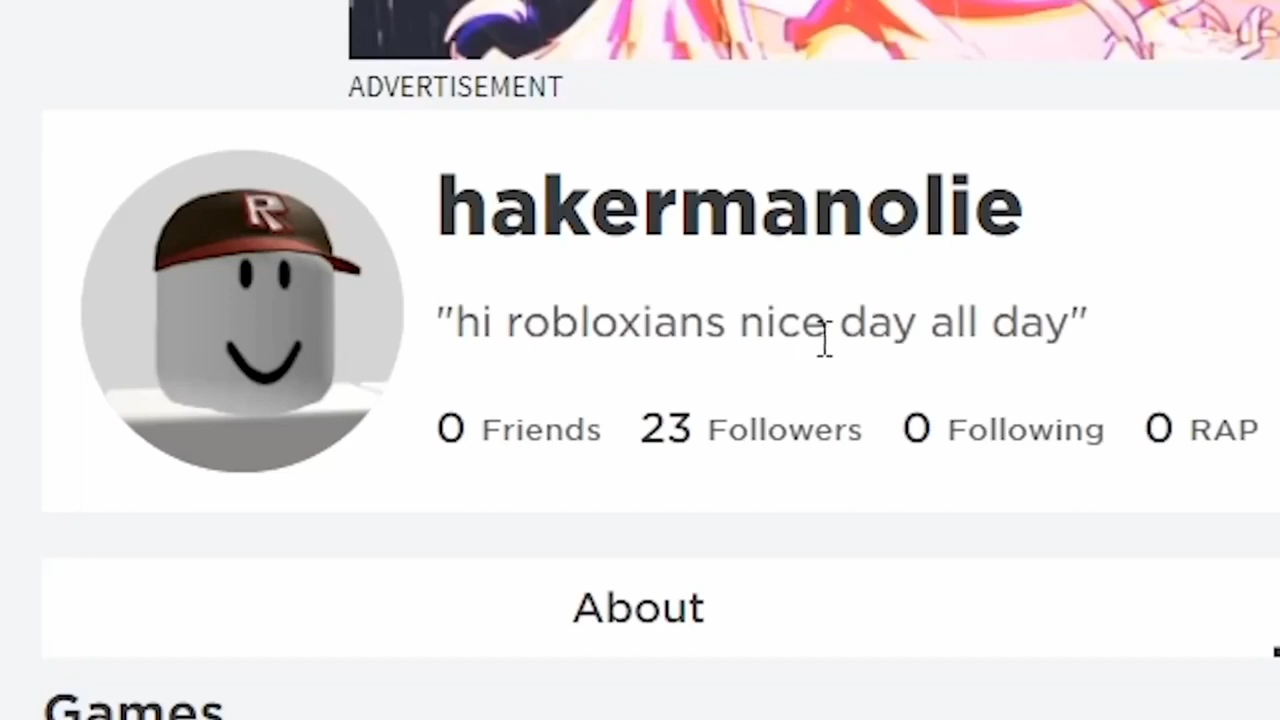 ADVERTISEMENT
R
hakermanolie
"hi robloxians nice day all day"
0 Friends 23 Followers 0 Following 0 RAP
About
Games